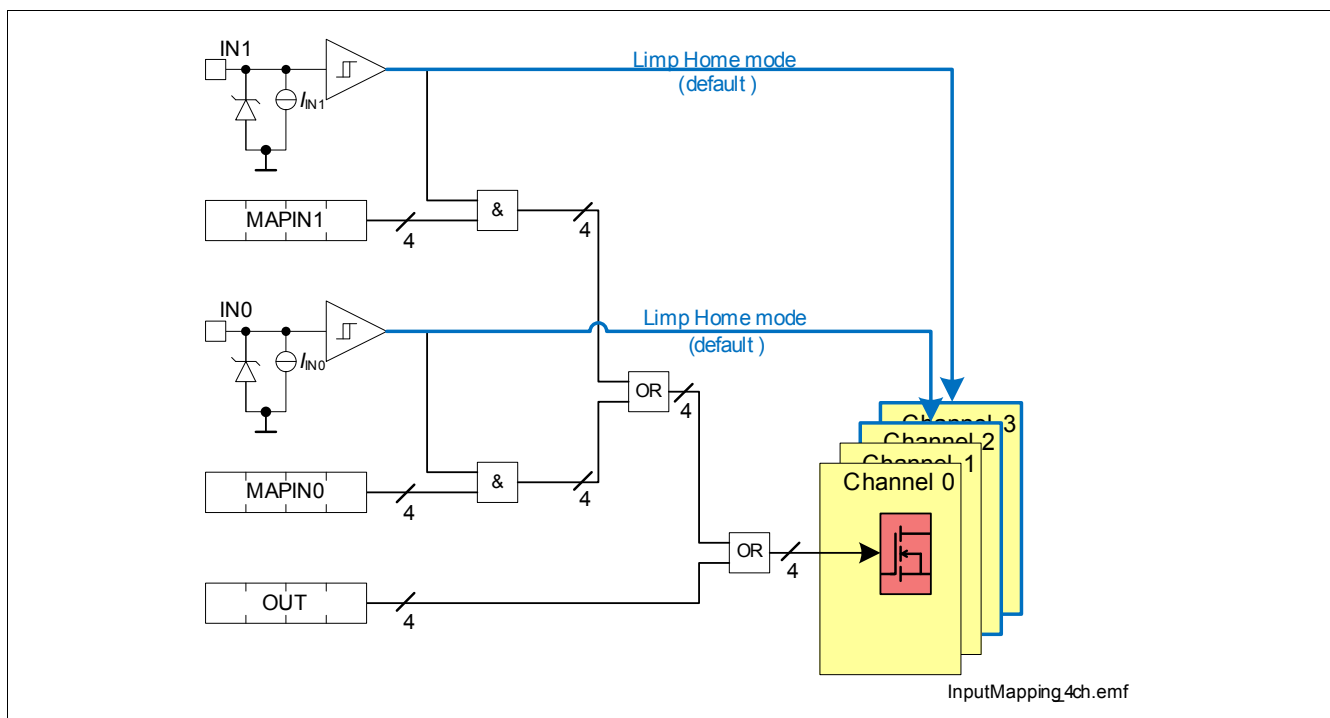 IN1
Limp Home mode
(default )
I_IN1
MAPIN1
4
&
4
IN0
Limp Home mode
(default )
I_IN0
OR
4
Channel 3
Channel 2
Channel 1
Channel 0
MAPIN0
4
&
4
OR
4
OUT
4
InputMapping_4ch.emf